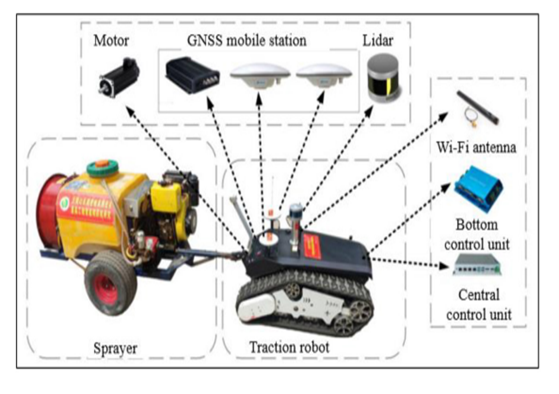 Motor
GNSS mobile station
Lidar
Wi-Fi antenna
Bottom
control unit
Central
control unit
Sprayer
Traction robot